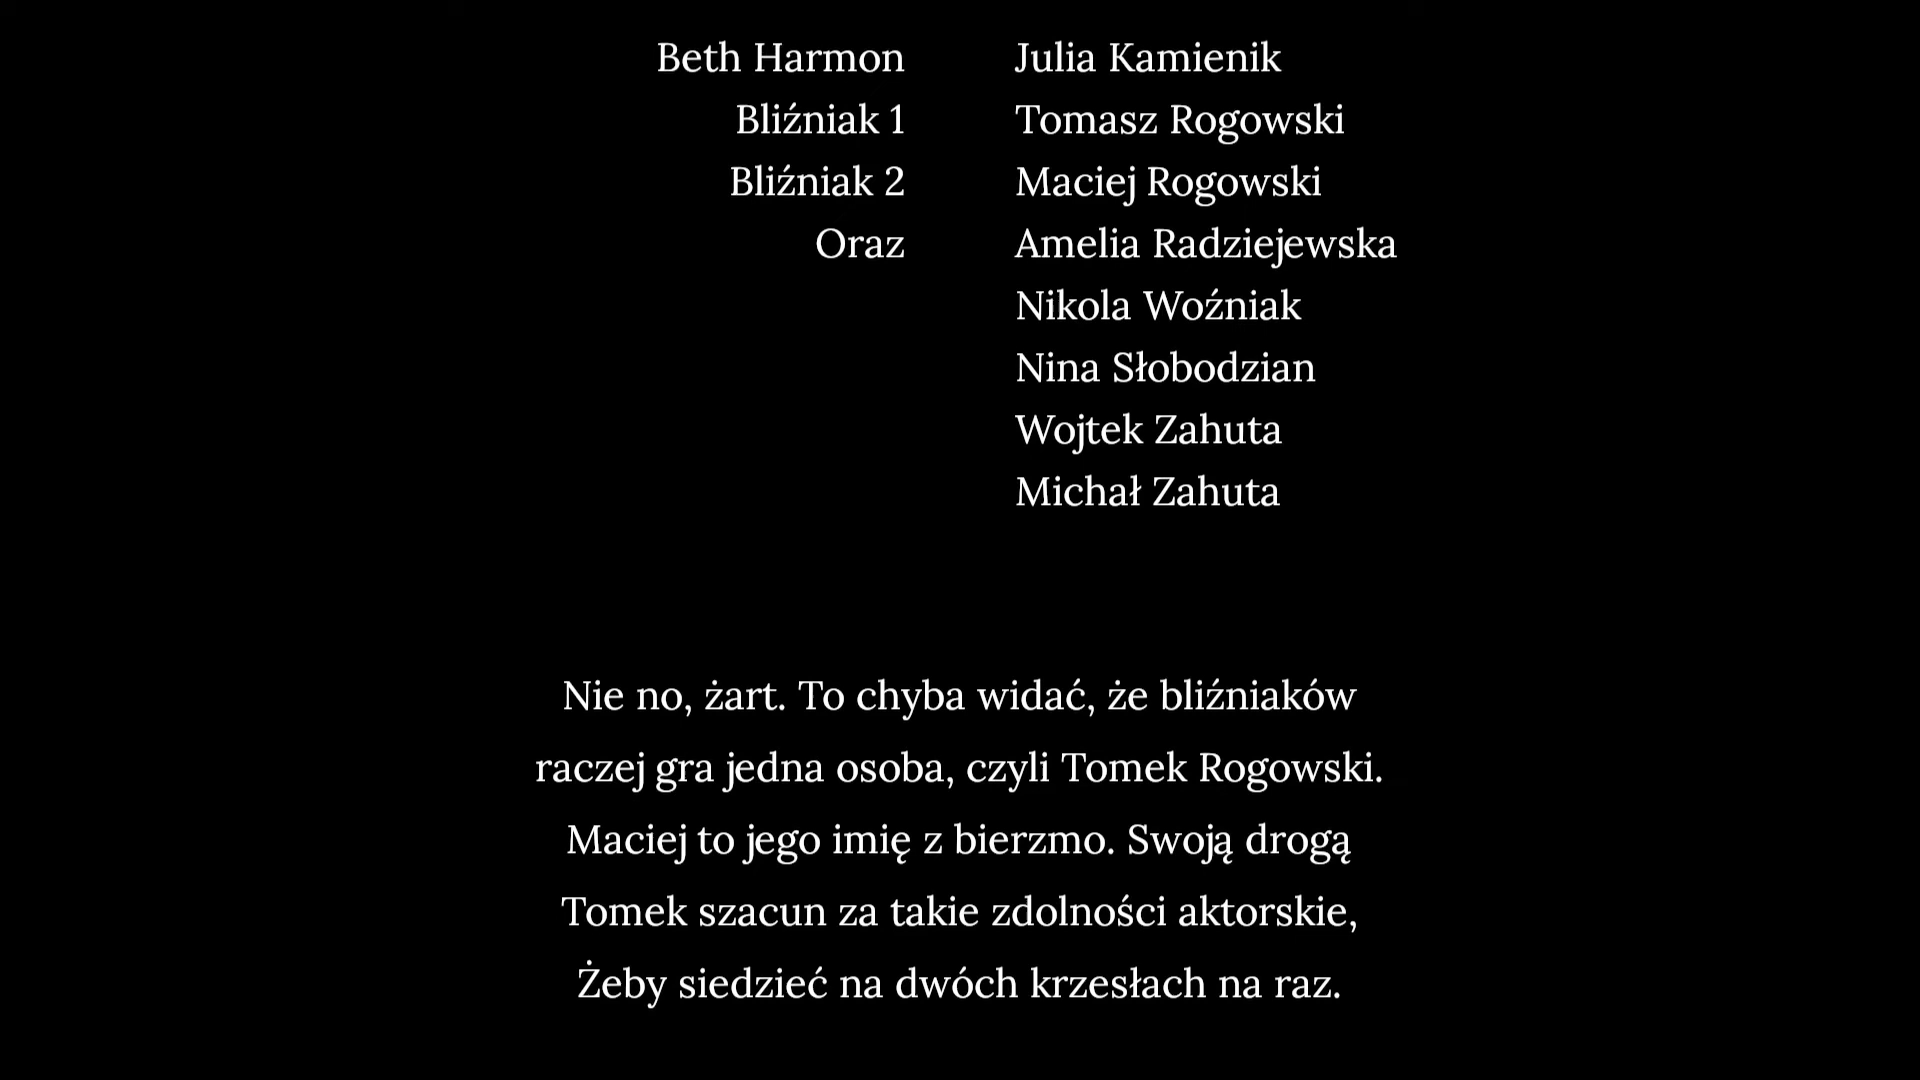 Beth Harmon Julia Kamienik
Bliźniak 1 Tomasz Rogowski
Bliźniak 2 Maciej Rogowski
Oraz Amelia Radziejewska
Nikola Woźniak
Nina Słobodzian
Wojtek Zahuta
Michał Zahuta
Nie no, żart. To chyba widać, że bliźniaków
raczej gra jedna osoba, czyli Tomek Rogowski.
Maciej to jego imię z bierzmo. Swoją drogą
Tomek szacun za takie zdolności aktorskie,
Żeby siedzieć na dwóch krzesłach na raz.